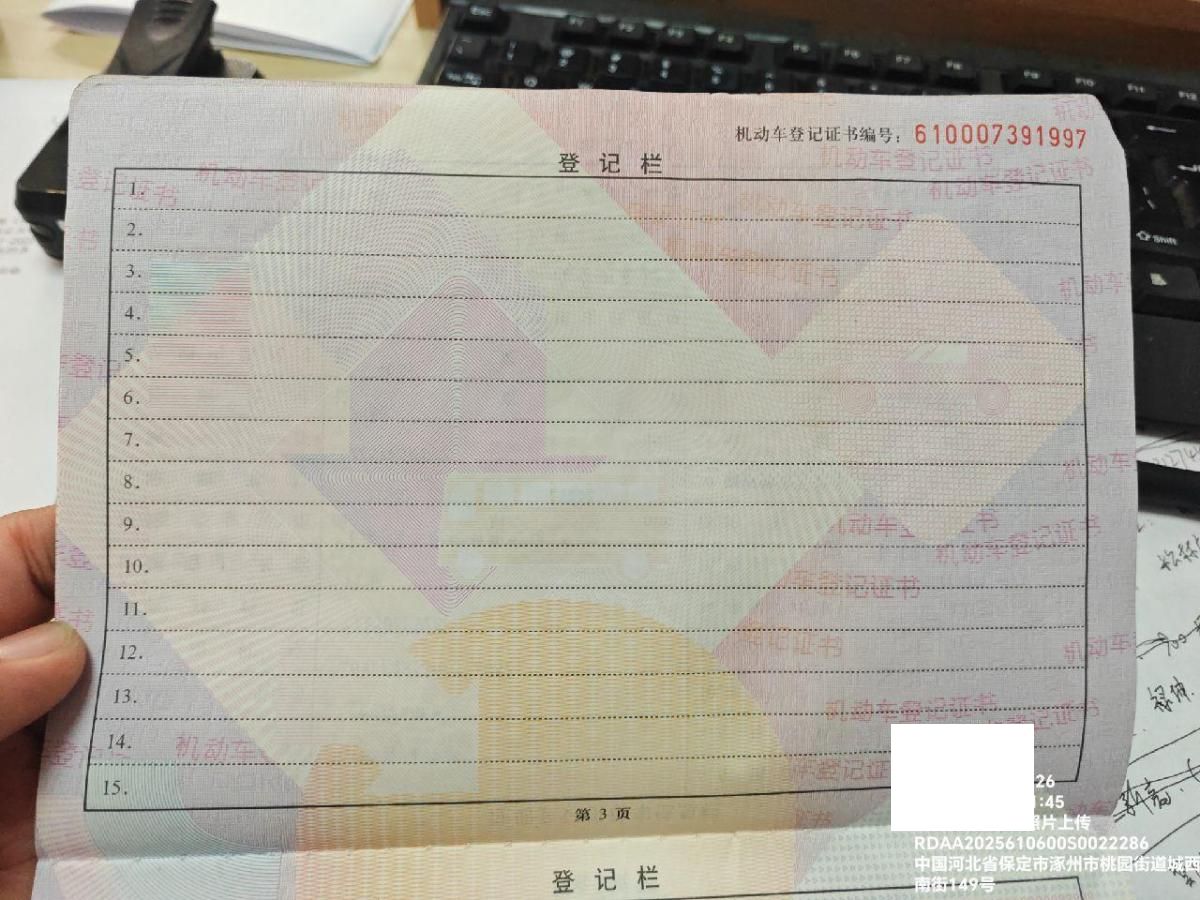 机动车登记证书编号：610007391997
登记栏
1.
2.
3.
4.
5.
6.
7.
8.
9.
10.
11.
12.
13.
14.
15.
第 3 页
登记栏
26
:45
照片上传
RDAA2025610600S0022286
中国河北省保定市涿州市桃园街道城西
南街149号